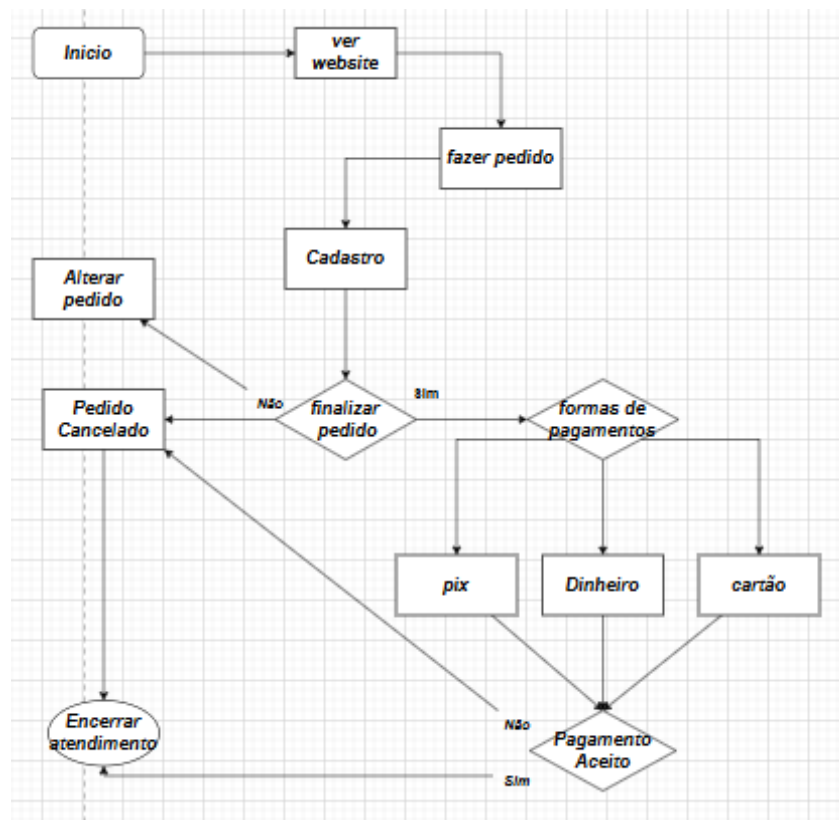 Inicio
ver
website
fazer pedido
Cadastro
Alterar
pedido
Não
Sim
Pedido
Cancelado
finalizar
pedido
formas de
pagamentos
pix
Dinheiro
cartão
Encerrar
atendimento
Não
Pagamento
Aceito
Sim